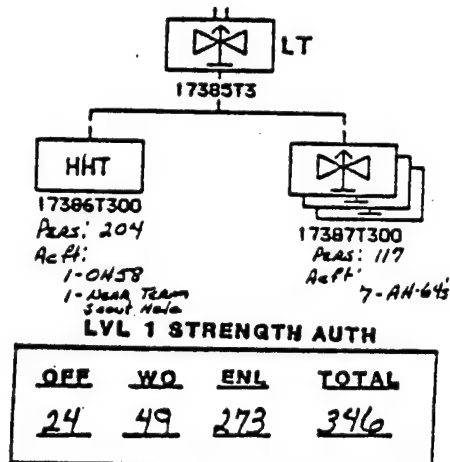 LT
17385T3
HHT
17386T300
Pers: 204
Acft:
1-OH58
1-Near Term
Scout Helo
17387T300
Pers: 117
Acft:
7-AH-64's
LVL 1 STRENGTH AUTH
OFF WO ENL TOTAL
24 49 273 346